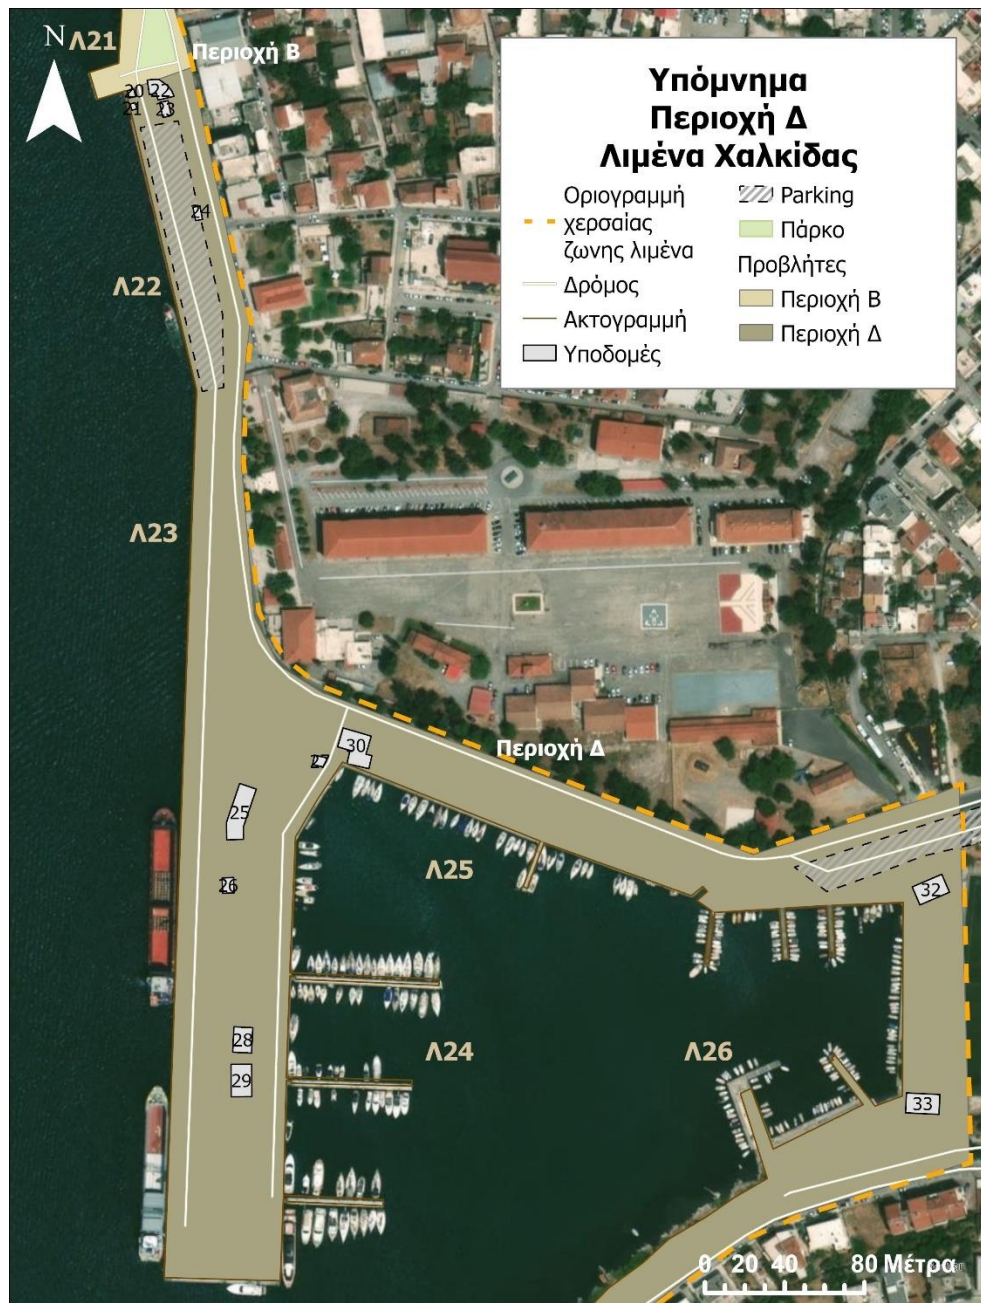 Λ21
N
Περιοχή Β
20
22
21
23
24
Λ22
Υπόμνημα
Περιοχή Δ
Λιμένα Χαλκίδας
Οριογραμμή
χερσαίας
ζωνης λιμένα
Δρόμος
Ακτογραμμή
Υποδομές
Parking
Πάρκο
Προβλήτες
Περιοχή Β
Περιοχή Δ
Λ23
30
27
Περιοχή Δ
25
26
Λ25
32
28
29
Λ24
Λ26
33
0 20 40 80 Μέτρα